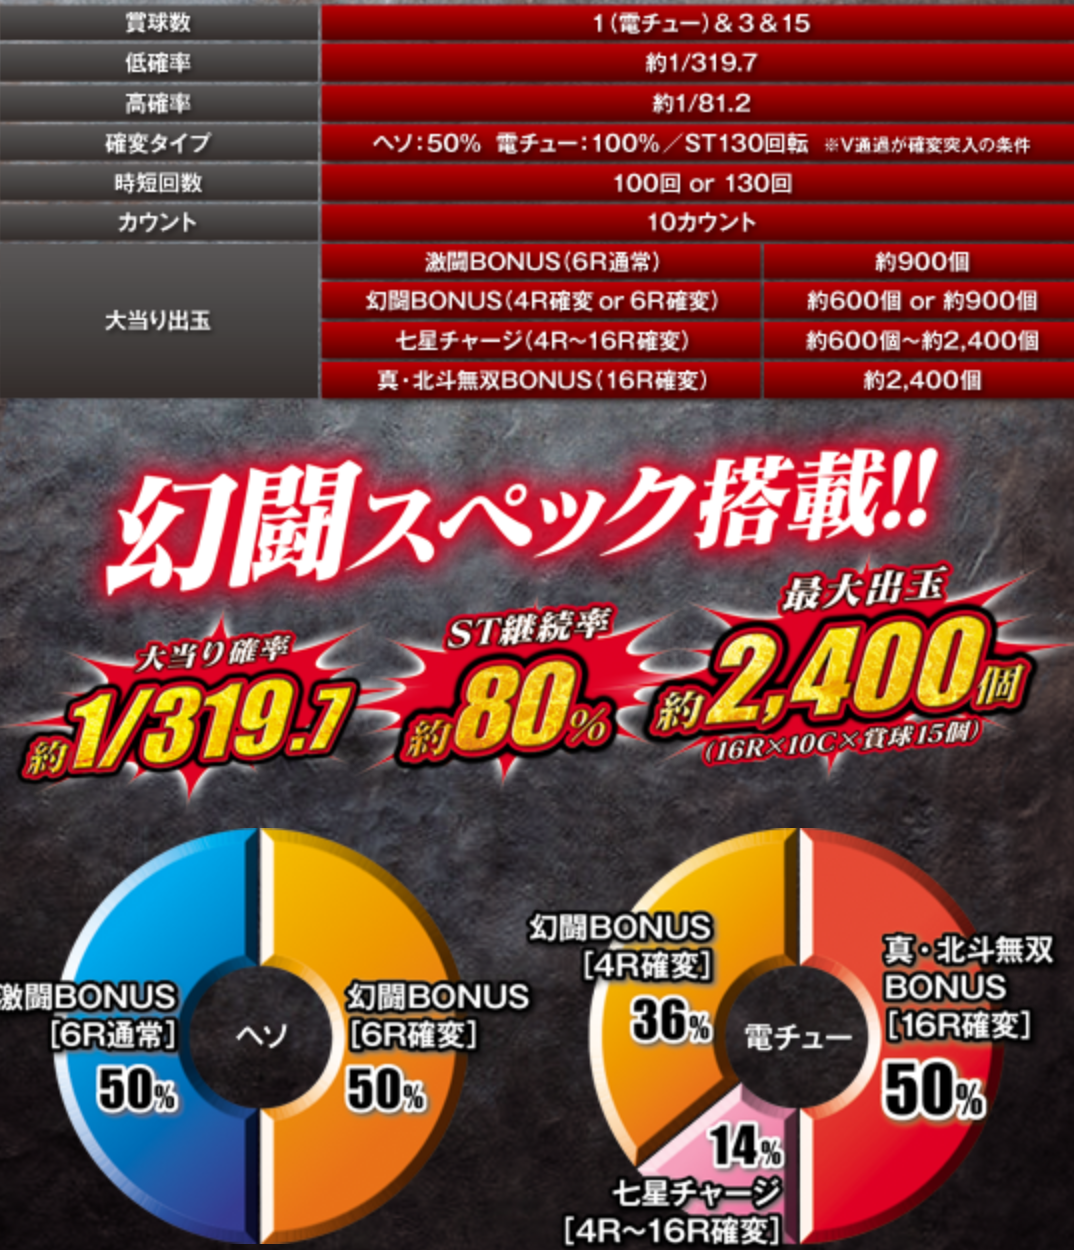 賞球数 1(電チュー)&3&15
低確率 約1/319.7
高確率 約1/81.2
確変タイプ ヘソ:50% 電チュー:100%/ST130回転 ※V通過が確変突入の条件
時短回数 100回 or 130回
カウント 10カウント
大当り出玉
激闘BONUS(6R通常) 約900個
幻闘BONUS(4R確変 or 6R確変) 約600個 or 約900個
七星チャージ(4R〜16R確変) 約600個〜約2,400個
真・北斗無双BONUS(16R確変) 約2,400個
幻闘スペック搭載!!
大当り確率
約1/319.7
ST継続率
約80%
最大出玉
約2,400個
(16R×10C×賞球15個)
激闘BONUS
[6R通常]
50%
ヘソ
幻闘BONUS
[6R確変]
50%
幻闘BONUS
[4R確変]
36%
電チュー
真・北斗無双
BONUS
[16R確変]
50%
14%
七星チャージ
[4R〜16R確変]